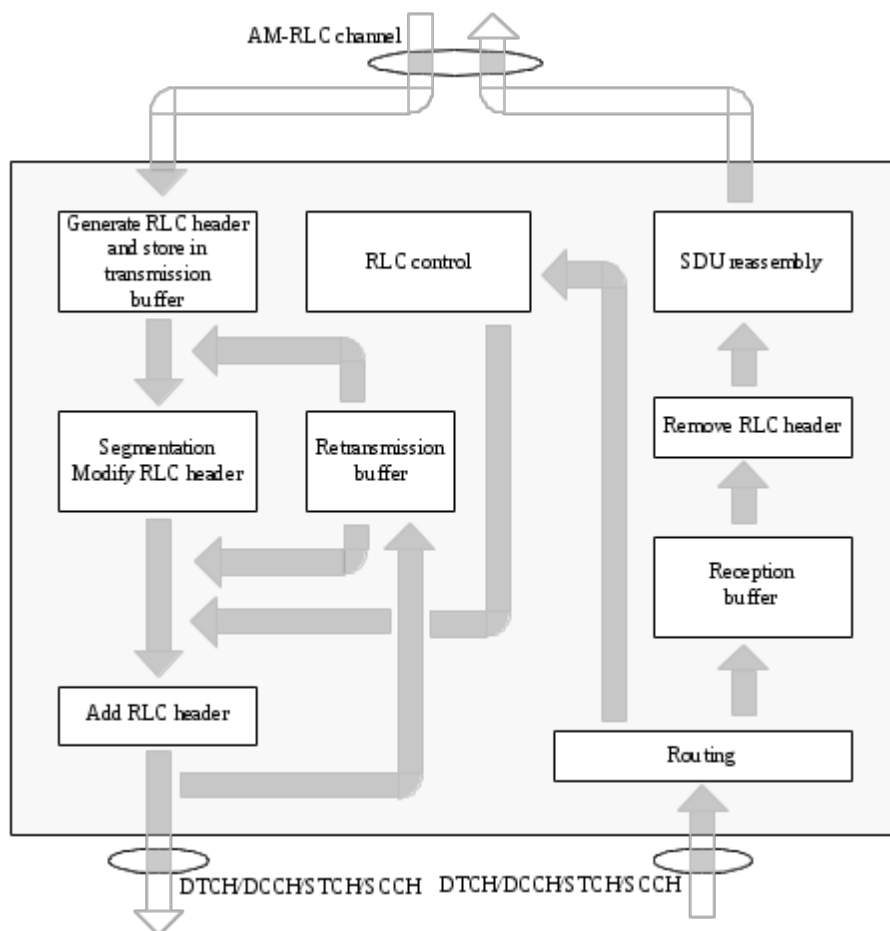 AM-RLC channel
Generate RLC header
and store in
transmission
buffer
RLC control
SDU reassembly
Segmentation
Modify RLC header
Retransmission
buffer
Remove RLC header
Reception
buffer
Add RLC header
Routing
DTCH/DCCH/STCH/SCCH
DTCH/DCCH/STCH/SCCH